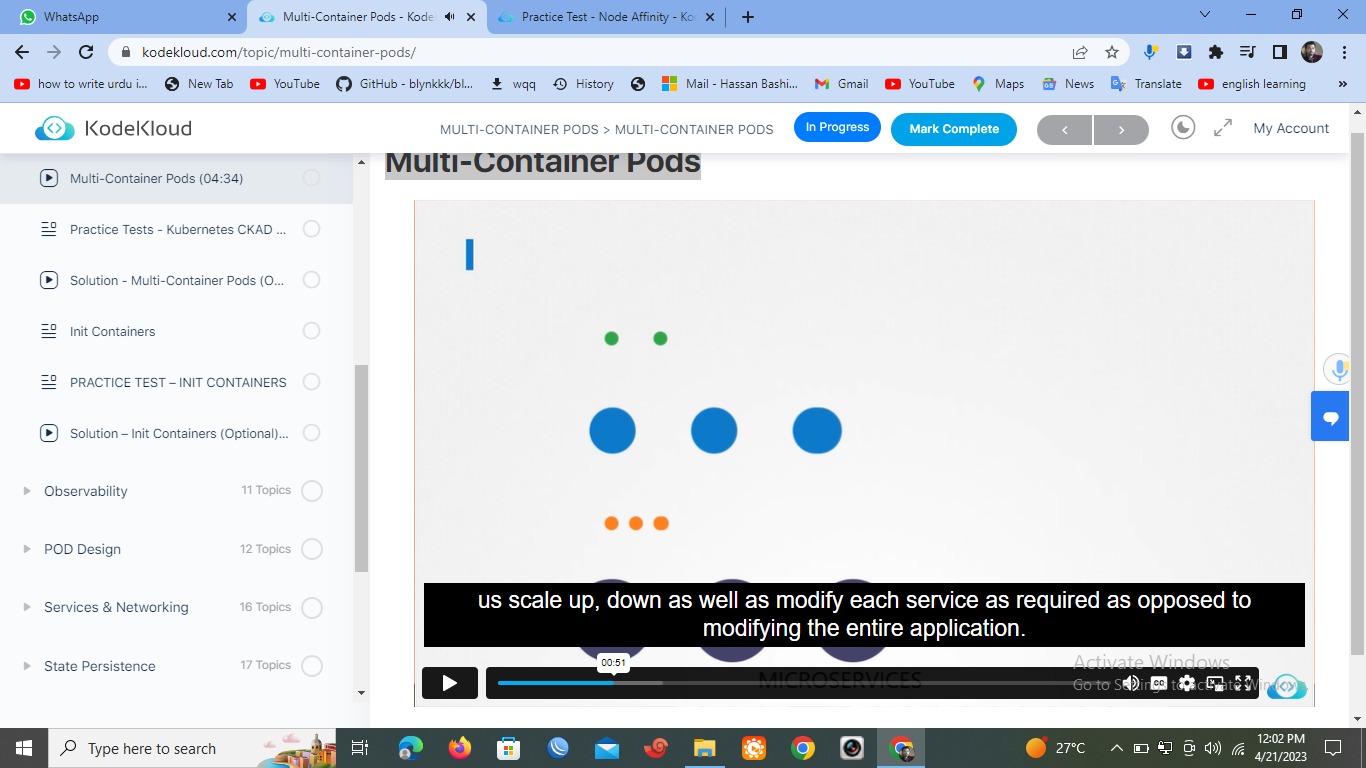 WhatsApp
Multi-Container Pods - Kode
Practice Test - Node Affinity - Ko
kodekloud.com/topic/multi-container-pods/
how to write urdu i...
New Tab
YouTube
GitHub - blynkkk/bl...
wqq
History
Mail - Hassan Bashi...
Gmail
YouTube
Maps
News
Translate
english learning
»
KodeKloud
MULTI-CONTAINER PODS > MULTI-CONTAINER PODS
In Progress
Mark Complete
<
>
My Account
Multi-Container Pods (04:34)
Practice Tests - Kubernetes CKAD ...
Solution - Multi-Container Pods (O...
Init Containers
PRACTICE TEST – INIT CONTAINERS
Solution – Init Containers (Optional)...
Observability
11 Topics
POD Design
12 Topics
Services & Networking
16 Topics
State Persistence
17 Topics
Multi-Container Pods
us scale up, down as well as modify each service as required as opposed to
modifying the entire application.
00:51
MICROSERVICES
CC
Activate Windows
Go to Settings to activate Windows.
Type here to search
27°C
12:02 PM
4/21/2023